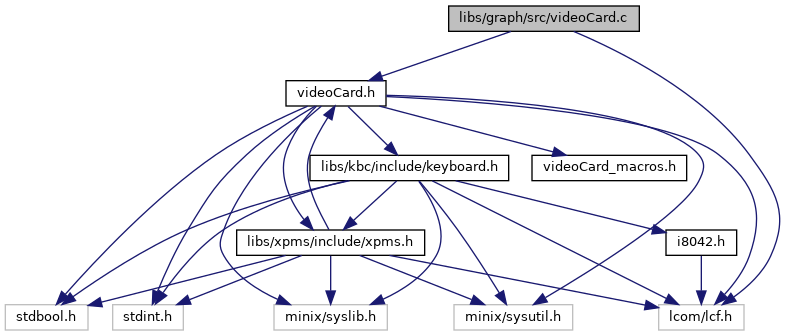 libs/graph/src/videoCard.c
videoCard.h
libs/kbc/include/keyboard.h
videoCard_macros.h
libs/xpms/include/xpms.h
i8042.h
stdbool.h
stdint.h
minix/syslib.h
minix/sysutil.h
lcom/lcf.h